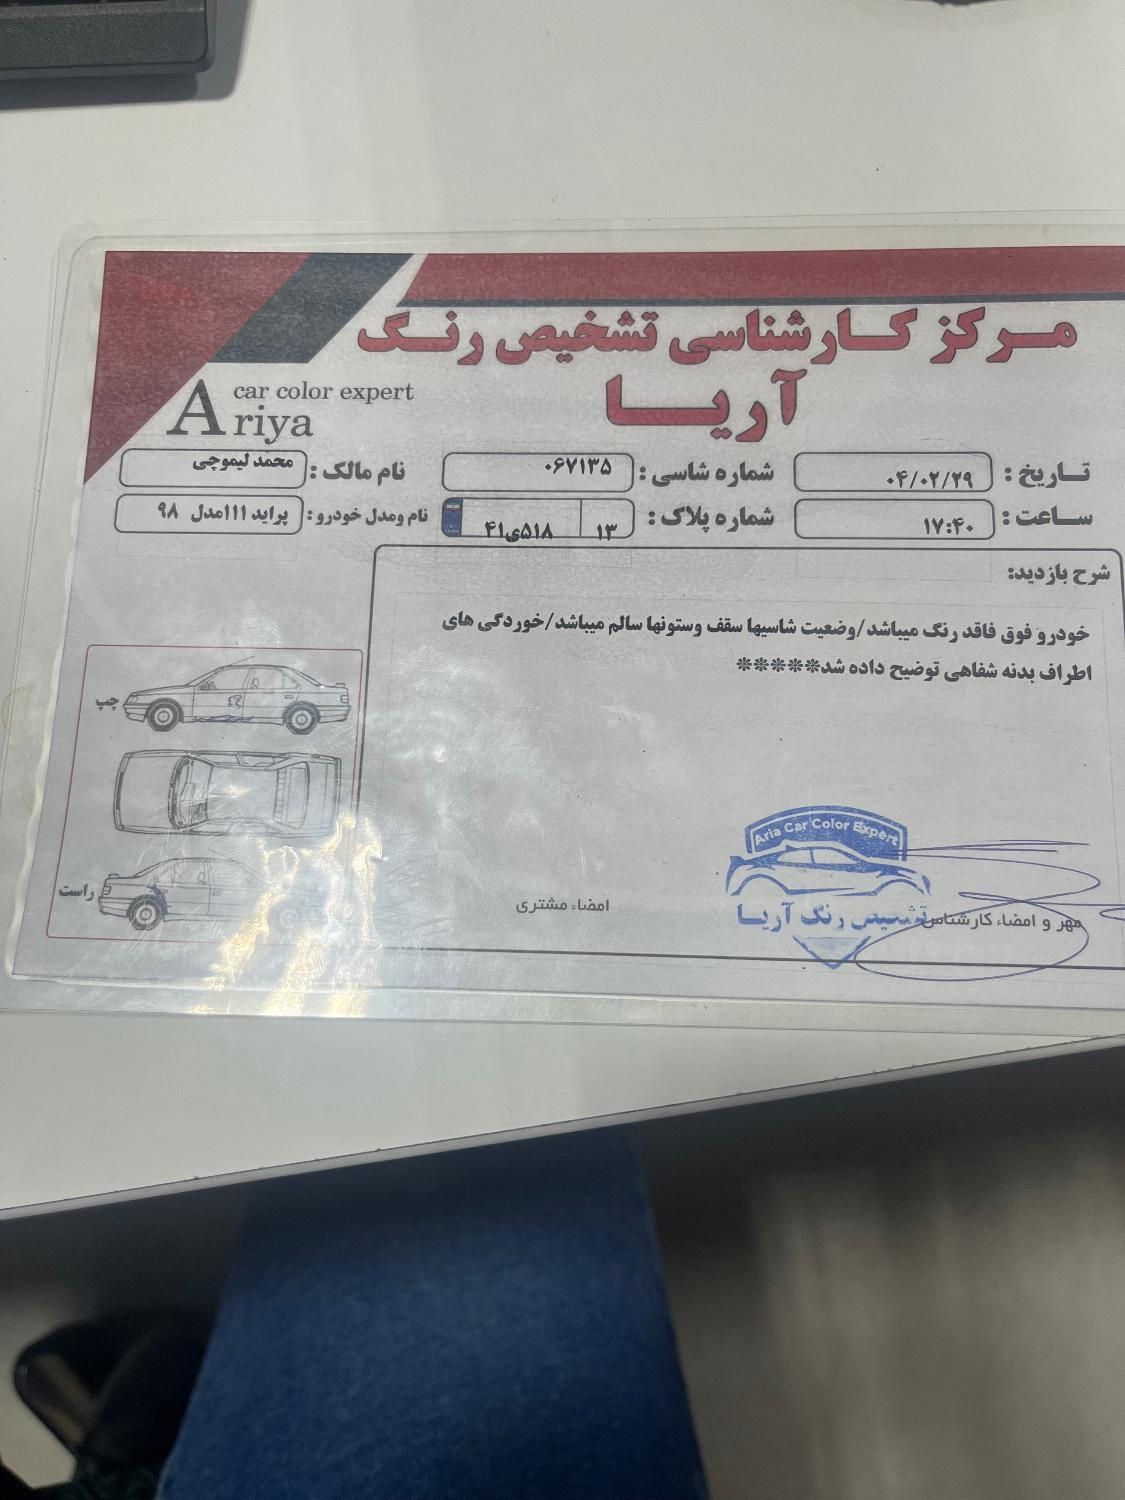 مرکز کارشناسی تشخیص رنگ
آریا
car color expert
Ariya
تاریخ : ۰۴/۰۲/۲۹
شماره شاسی : ۰۶۷۱۳۵
نام مالک : محمد لیموچی
ساعت : ۱۷:۴۰
شماره پلاک : ۱۳ ۵۱۸ی۴۱
نام ومدل خودرو : پراید ۱۱۱مدل ۹۸
شرح بازدید:
خودرو فوق فاقد رنگ میباشد/وضعیت شاسیها سقف وستونها سالم میباشد/خوردگی های
اطراف بدنه شفاهی توضیح داده شد*****
چپ
راست
Aria Car Color Expert
تشخیص رنگ آریا
مهر و امضاء کارشناس
امضاء مشتری